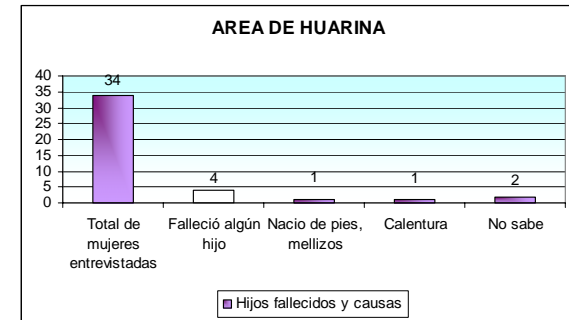 AREA DE HUARINA
40
35
30
25
20
15
10
5
0
34
4
1
1
2
Total de
mujeres
entrevistadas
Falleció algún
hijo
Nacio de pies,
mellizos
Calentura
No sabe
Hijos fallecidos y causas